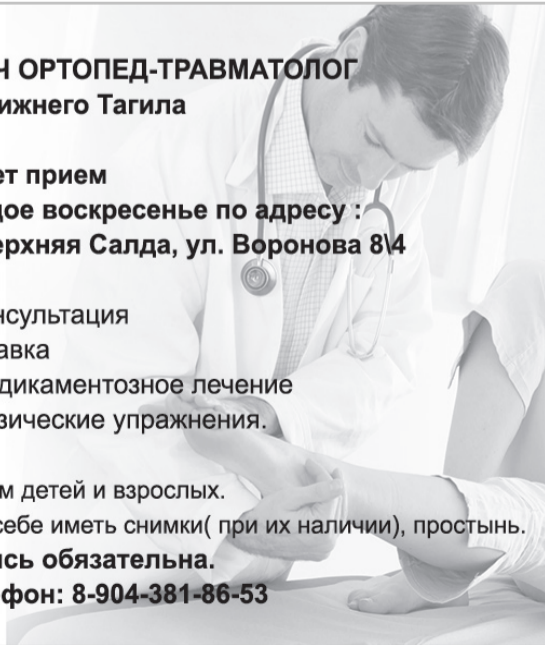 Ч ОРТОПЕД-ТРАВМАТОЛОГ
ижнего Тагила
ет прием
дое воскресенье по адресу :
ерхняя Салда, ул. Воронова 8\4
нсультация
авка
дикаментозное лечение
зические упражнения.
м детей и взрослых.
себе иметь снимки( при их наличии), простынь.
ись обязательна.
фон: 8-904-381-86-53